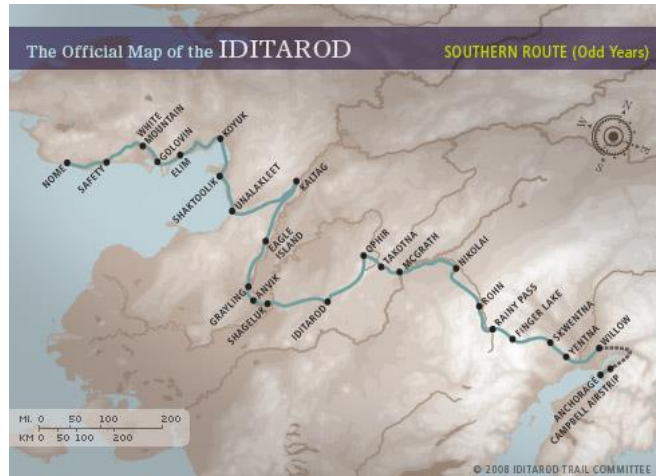 The Official Map of the IDITAROD
SOUTHERN ROUTE (Odd Years)
N
W
E
S
NOME
SAFETY
WHITE
MOUNTAIN
GOLOVIN
ELIM
KOYUK
SHAKTOOLIK
UNALAKLEET
KALTAG
EAGLE
ISLAND
GRAYLING
ANVIK
SHAGELUK
IDITAROD
OPHIR
TAKOTNA
MCGRATH
NIKOLAI
ROHN
RAINY PASS
FINGER LAKE
SKWENTNA
YENTNA
WILLOW
ANCHORAGE
CAMPBELL AIRSTRIP
MI. 0 50 100 200
KM 0 50 100 200
© 2008 IDITAROD TRAIL COMMITTEE